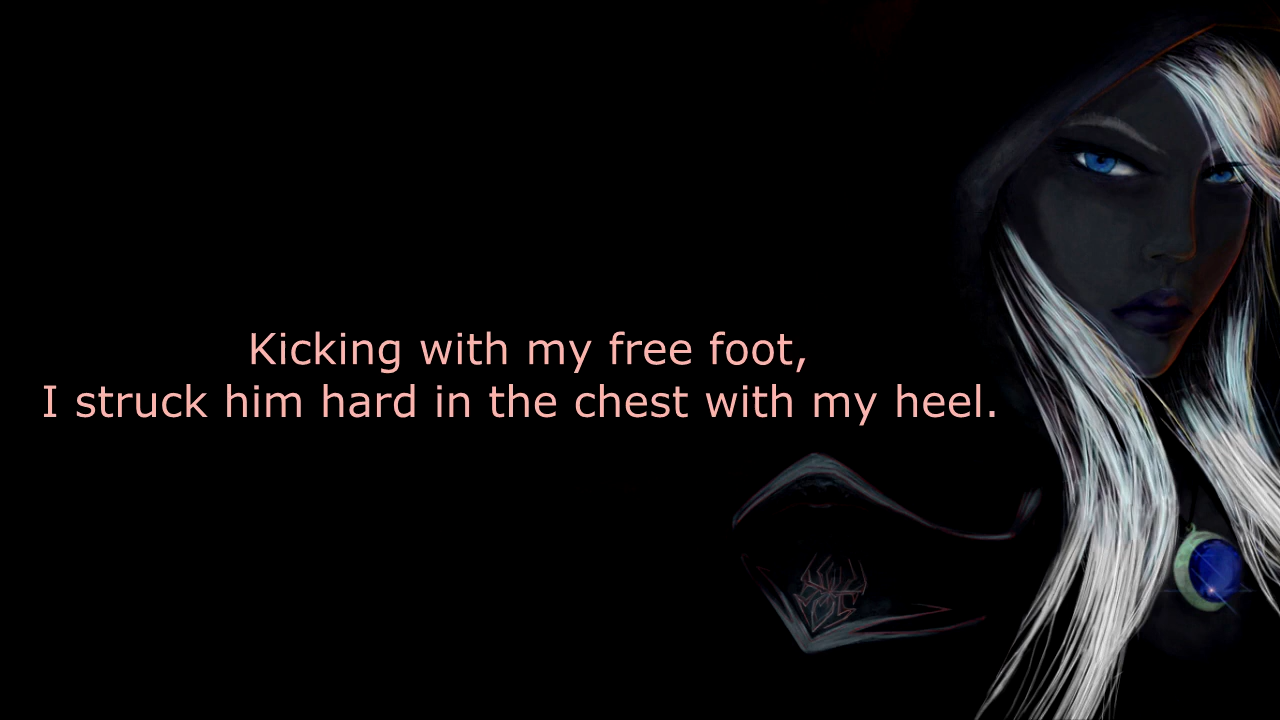 Kicking with my free foot,
I struck him hard in the chest with my heel.